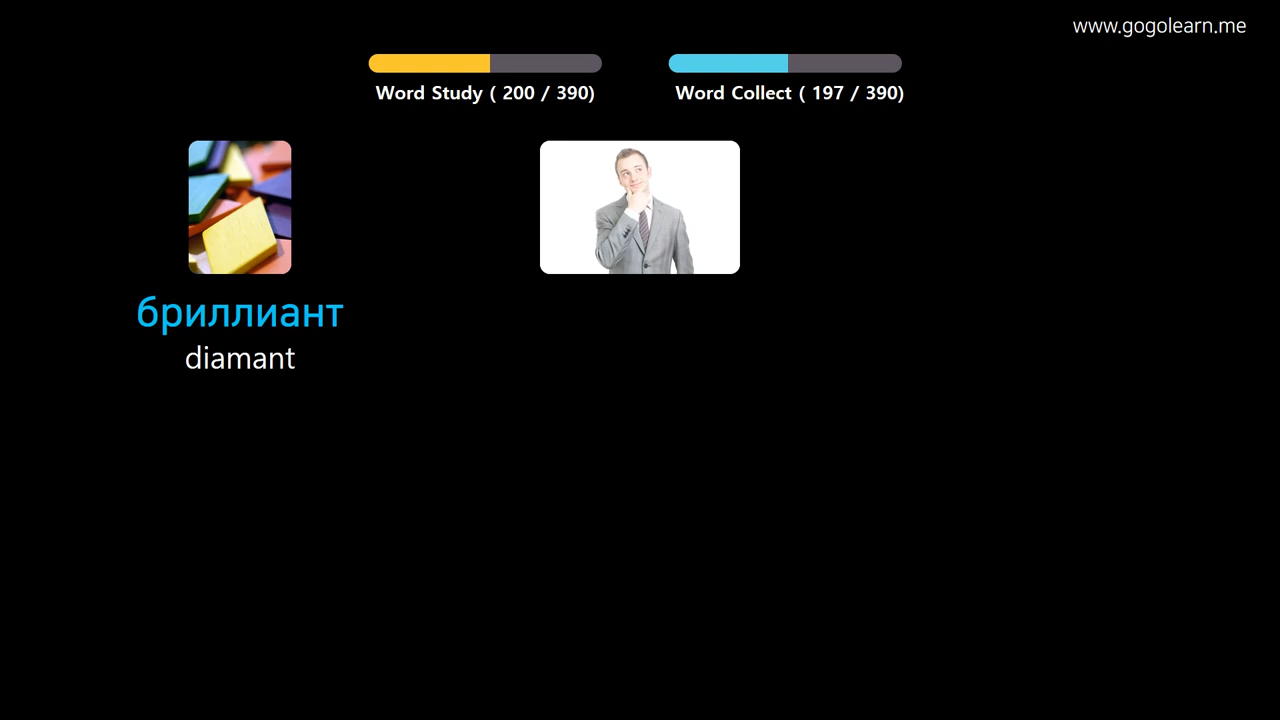 www.gogolearn.me
Word Study ( 200 / 390)
Word Collect ( 197 / 390)
бриллиант
diamant